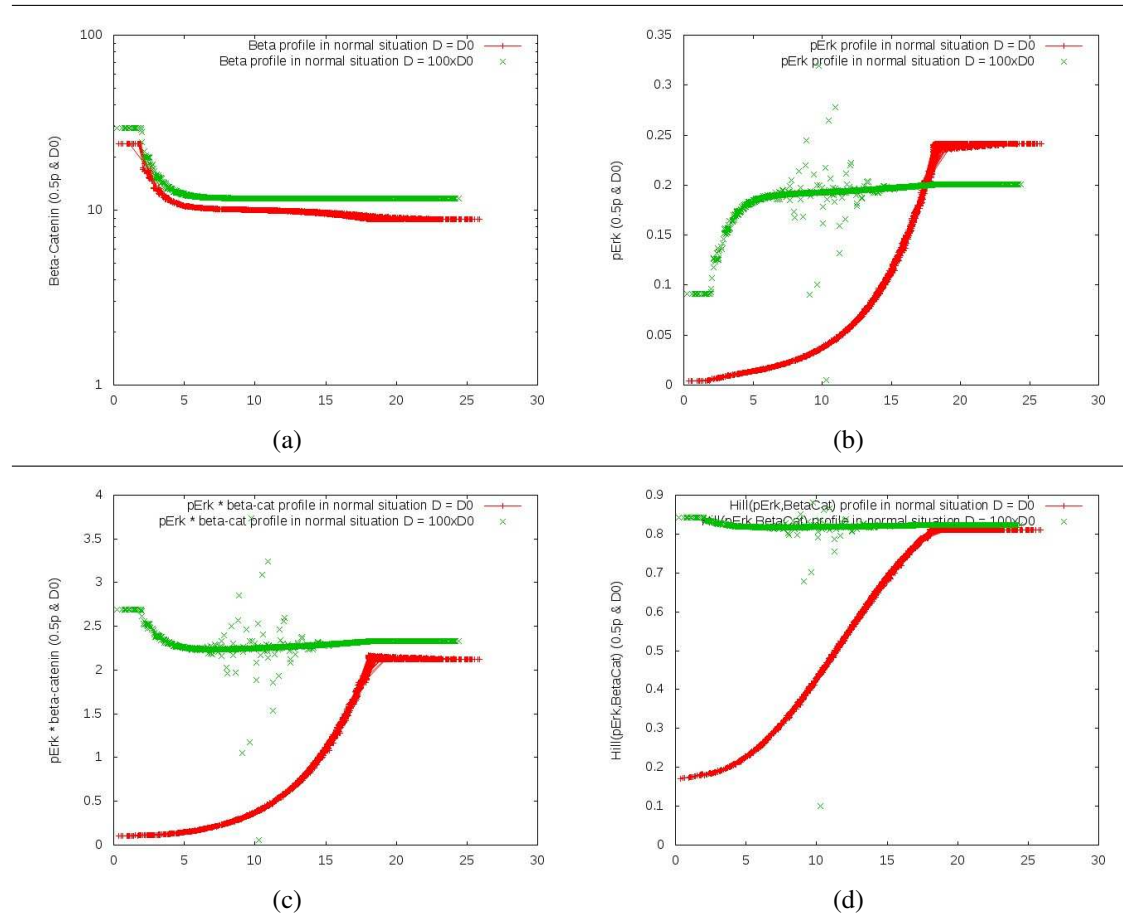 Beta profile in normal situation D = D0
Beta profile in normal situation D = 100xD0
Beta-Catenin (0.5p & D0)
100
10
1
0 5 10 15 20 25 30
(a)
pErk profile in normal situation D = D0
pErk profile in normal situation D = 100xD0
pErk (0.5p & D0)
0.35
0.3
0.25
0.2
0.15
0.1
0.05
0
0 5 10 15 20 25 30
(b)
pErk * beta-cat profile in normal situation D = D0
pErk * beta-cat profile in normal situation D = 100xD0
pErk * beta-catenin (0.5p & D0)
4
3.5
3
2.5
2
1.5
1
0.5
0
0 5 10 15 20 25 30
(c)
Hill(pErk,BetaCat) profile in normal situation D = D0
Hill(pErk,BetaCat) profile in normal situation D = 100xD0
Hill(pErk,BetaCat) (0.5p & D0)
0.9
0.8
0.7
0.6
0.5
0.4
0.3
0.2
0.1
0
0 5 10 15 20 25 30
(d)